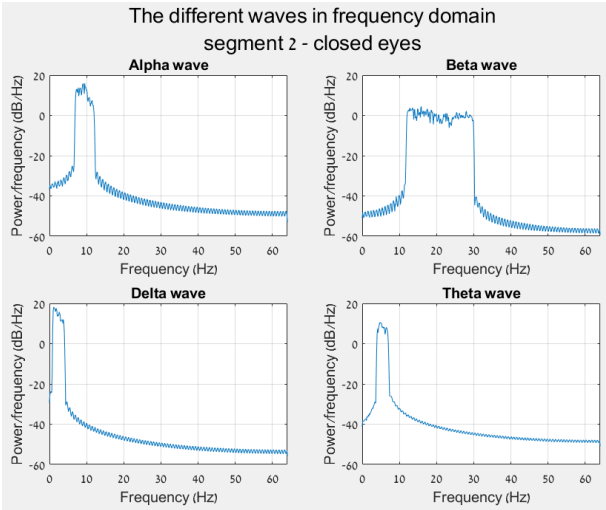 The different waves in frequency domain
segment 2 - closed eyes
Alpha wave
Power/frequency (dB/Hz)
20
0
-20
-40
-60
0 10 20 30 40 50 60
Frequency (Hz)
Beta wave
Power/frequency (dB/Hz)
20
0
-20
-40
-60
0 10 20 30 40 50 60
Frequency (Hz)
Delta wave
Power/frequency (dB/Hz)
20
0
-20
-40
-60
0 10 20 30 40 50 60
Frequency (Hz)
Theta wave
Power/frequency (dB/Hz)
20
0
-20
-40
-60
0 10 20 30 40 50 60
Frequency (Hz)